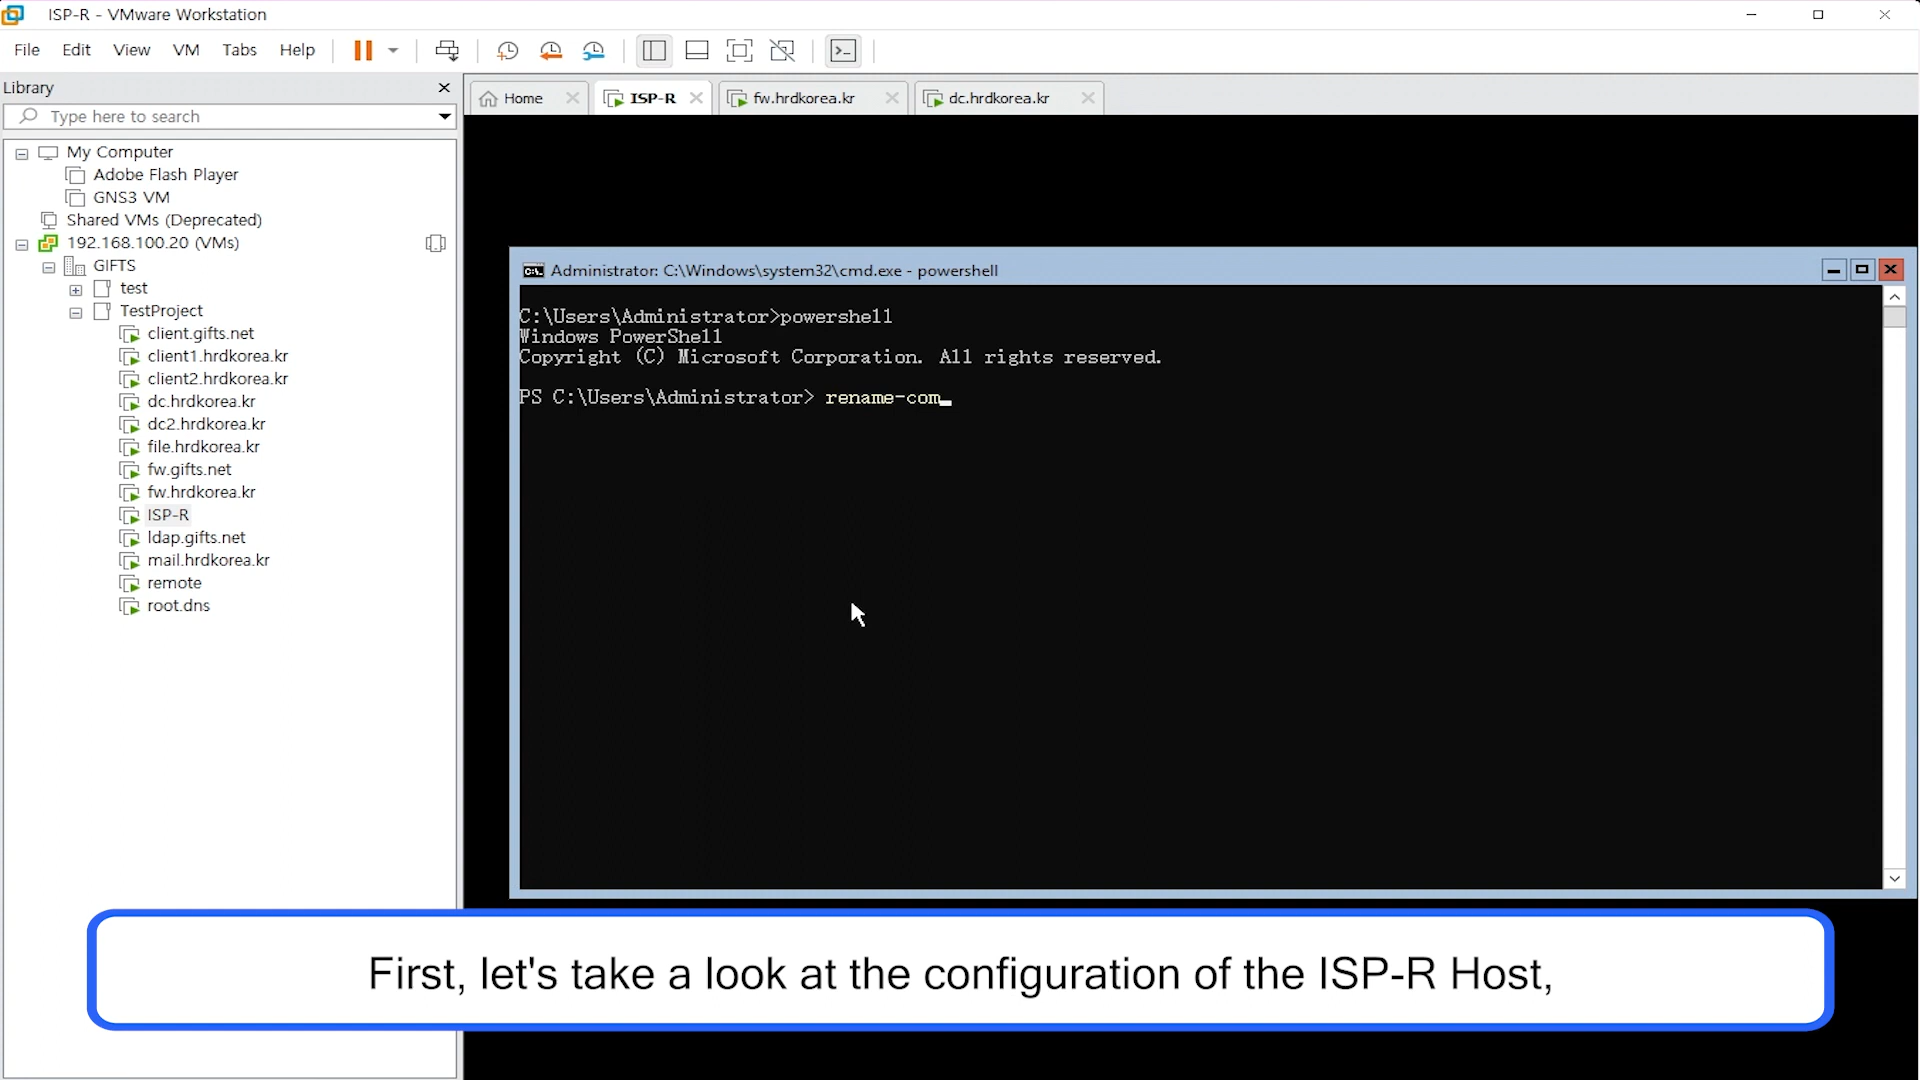 ISP-R - VMware Workstation
File Edit View VM Tabs Help
Library
Type here to search
My Computer
Adobe Flash Player
GNS3 VM
Shared VMs (Deprecated)
192.168.100.20 (VMs)
GIFTS
test
TestProject
client.gifts.net
client1.hrdkorea.kr
client2.hrdkorea.kr
dc.hrdkorea.kr
dc2.hrdkorea.kr
file.hrdkorea.kr
fw.gifts.net
fw.hrdkorea.kr
ISP-R
ldap.gifts.net
mail.hrdkorea.kr
remote
root.dns
Home ISP-R fw.hrdkorea.kr dc.hrdkorea.kr
Administrator: C:\Windows\system32\cmd.exe - powershell
C:\Users\Administrator>powershell
Windows PowerShell
Copyright (C) Microsoft Corporation. All rights reserved.
PS C:\Users\Administrator> rename-com_
First, let's take a look at the configuration of the ISP-R Host,